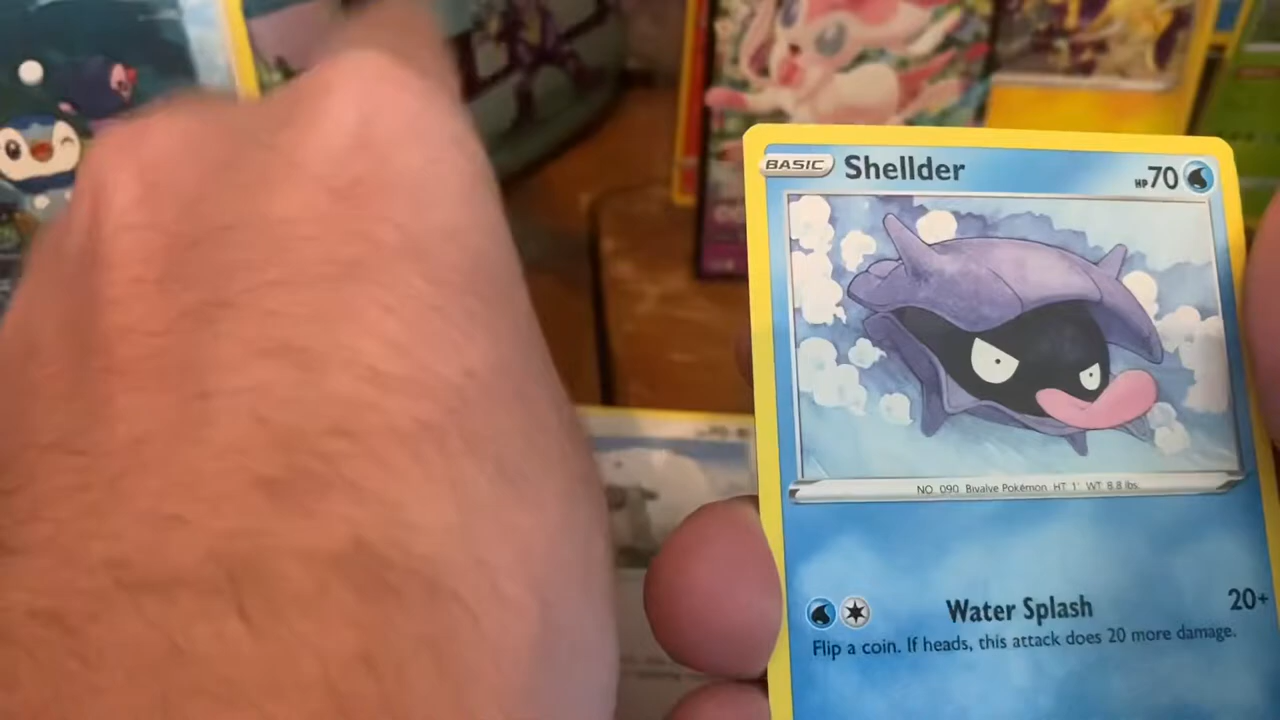 BASIC Shellder HP 70
NO. 090 Bivalve Pokémon HT: 1' WT: 8.8 lbs.
Water Splash 20+
Flip a coin. If heads, this attack does 20 more damage.